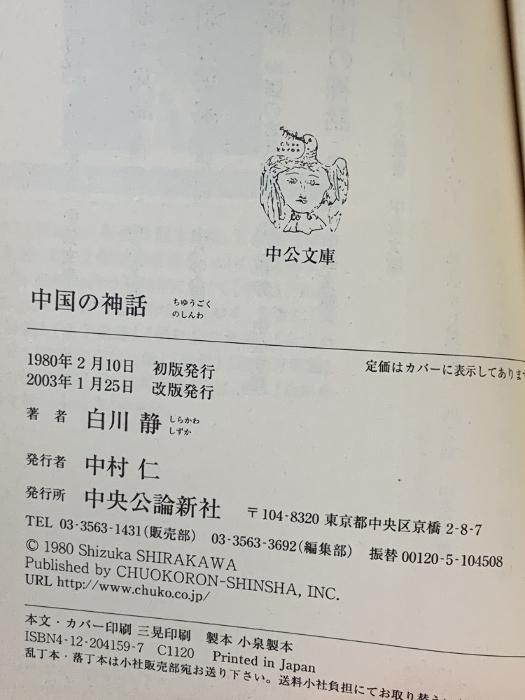 中公文庫
中国の神話 ちゅうごくのしんわ
定価はカバーに表示してあります
1980年2月10日 初版発行
2003年1月25日 改版発行
著者 白川静 しらかわしずか
発行者 中村仁
発行所 中央公論新社 〒104-8320 東京都中央区京橋2-8-7
TEL 03-3563-1431(販売部) 03-3563-3692(編集部) 振替00120-5-104508
© 1980 Shizuka SHIRAKAWA
Published by CHUOKORON-SHINSHA, INC.
URL http://www.chuko.co.jp/
本文・カバー印刷 三晃印刷 製本 小泉製本
ISBN4-12-204159-7 C1120 Printed in Japan
乱丁本・落丁本は小社販売部宛お送り下さい。送料小社負担にてお取り替え